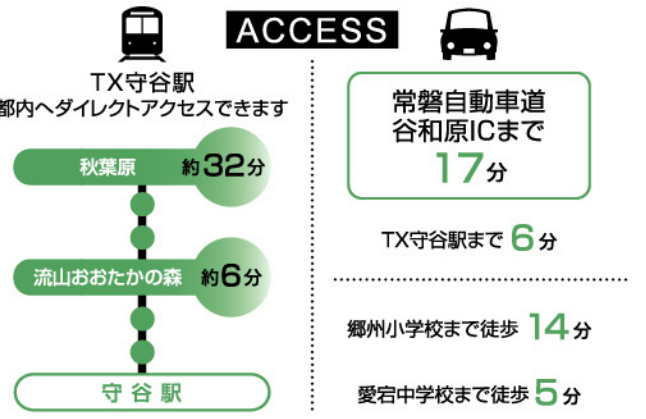 ACCESS
TX守谷駅
都内へダイレクトアクセスできます
秋葉原 約32分
流山おおたかの森 約6分
守谷駅
常磐自動車道
谷和原ICまで
17分
TX守谷駅まで 6分
郷州小学校まで徒歩 14分
愛宕中学校まで徒歩 5分